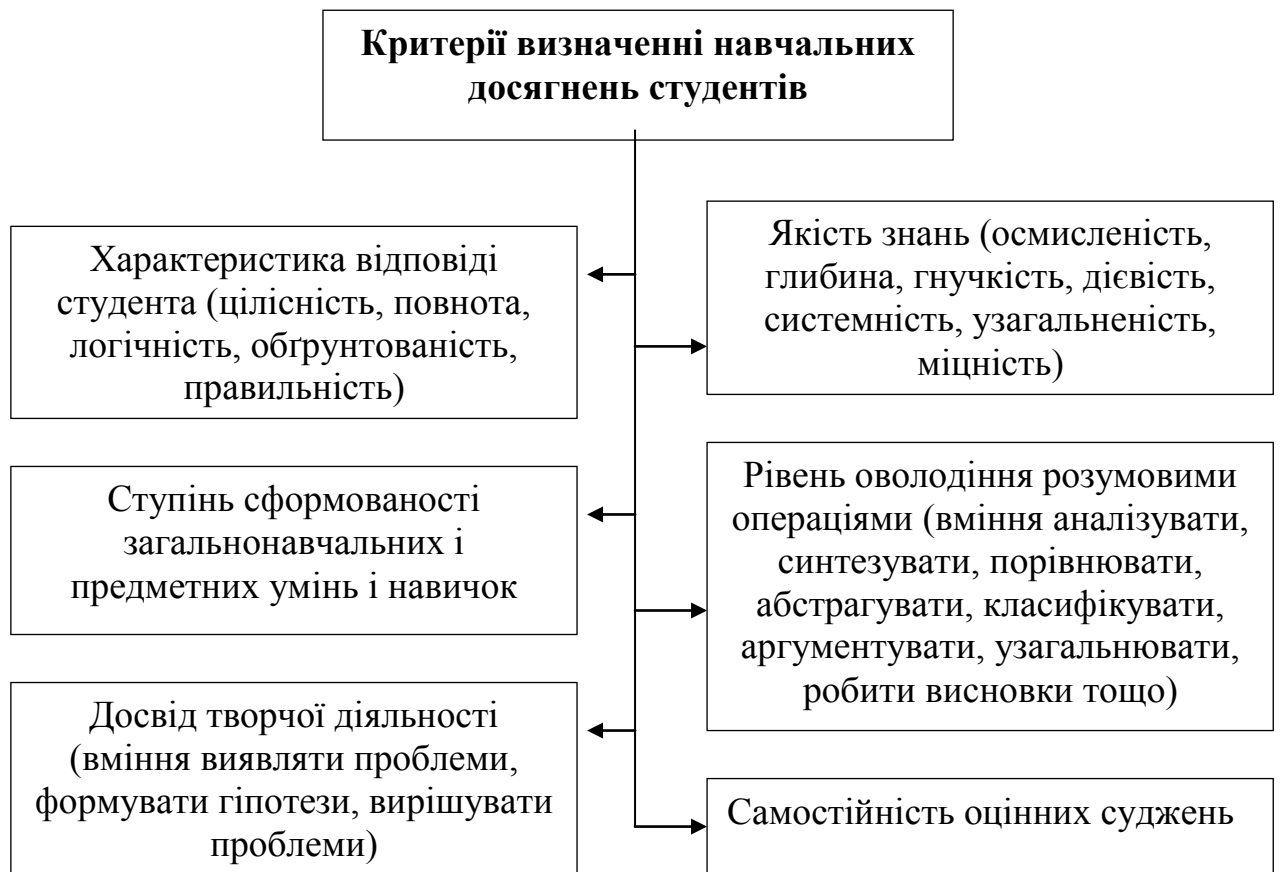 Критерії визначенні навчальних
досягнень студентів
Характеристика відповіді
студента (цілісність, повнота,
логічність, обґрунтованість,
правильність)
Якість знань (осмисленість,
глибина, гнучкість, дієвість,
системність, узагальненість,
міцність)
Ступінь сформованості
загальнонавчальних і
предметних умінь і навичок
Рівень оволодіння розумовими
операціями (вміння аналізувати,
синтезувати, порівнювати,
абстрагувати, класифікувати,
аргументувати, узагальнювати,
робити висновки тощо)
Досвід творчої діяльності
(вміння виявляти проблеми,
формувати гіпотези, вирішувати
проблеми)
Самостійність оцінних суджень